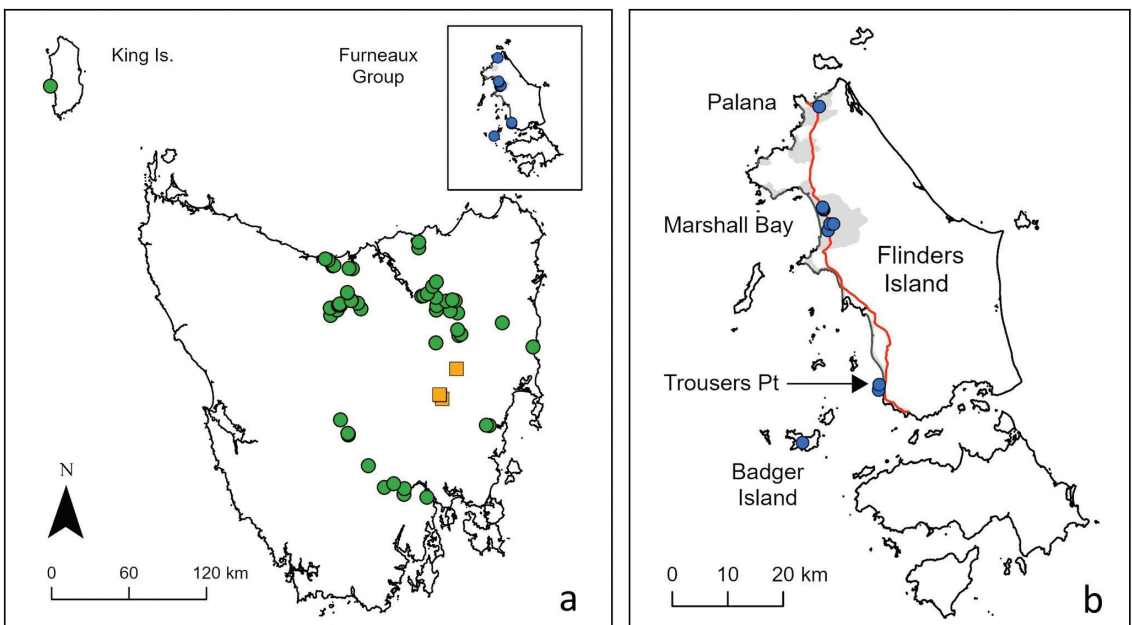 King Is.
Furneaux
Group
N
0 60 120 km
a
Palana
Marshall Bay
Flinders
Island
Trousers Pt
Badger
Island
0 10 20 km
b